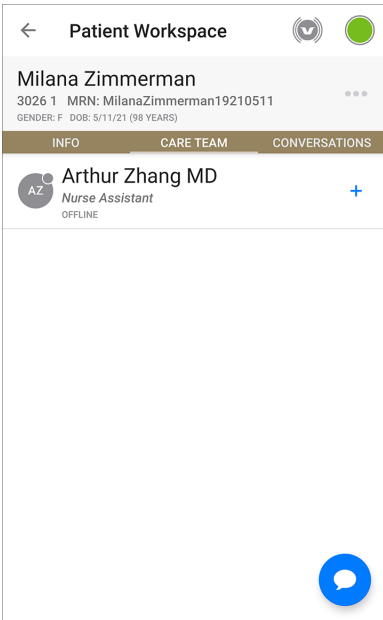 Patient Workspace
Milana Zimmerman
3026 1 MRN: MilanaZimmerman19210511
GENDER: F DOB: 5/11/21 (98 YEARS)
INFO CARE TEAM CONVERSATIONS
Arthur Zhang MD
AZ
Nurse Assistant
OFFLINE